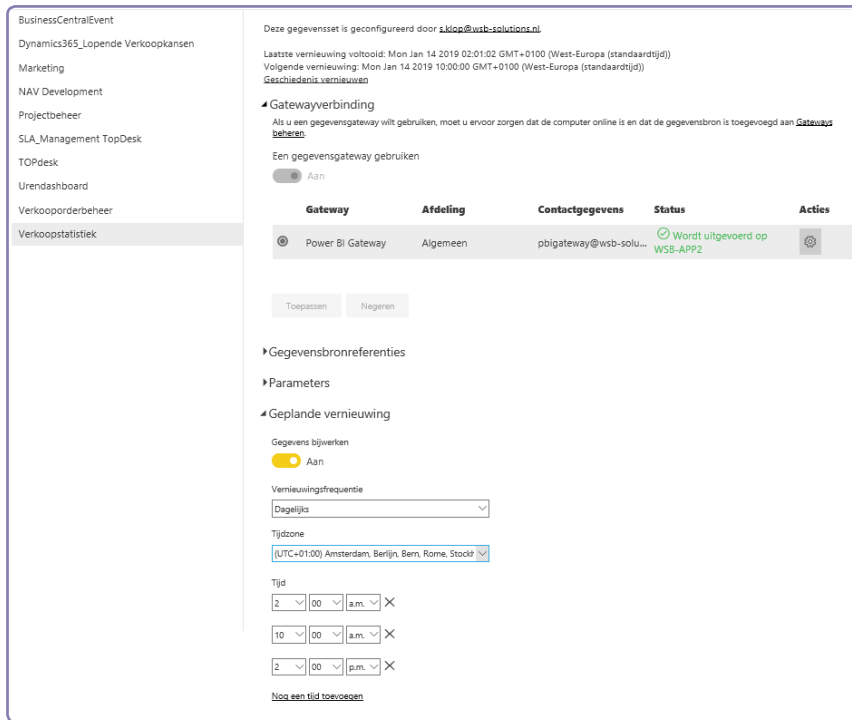 BusinessCentralEvent
Dynamics365_Lopende Verkoopkansen
Marketing
NAV Development
Projectbeheer
SLA_Management TopDesk
TOPdesk
Urendashboard
Verkooporderbeheer
Verkoopstatistiek
Deze gegevensset is geconfigureerd door s.klop@wsb-solutions.nl.
Laatste vernieuwing voltooid: Mon Jan 14 2019 02:01:02 GMT+0100 (West-Europa (standaardtijd))
Volgende vernieuwing: Mon Jan 14 2019 10:00:00 GMT+0100 (West-Europa (standaardtijd))
Geschiedenis vernieuwen
Gatewayverbinding
Als u een gegevensgateway wilt gebruiken, moet u ervoor zorgen dat de computer online is en dat de gegevensbron is toegevoegd aan Gateways
beheren.
Een gegevensgateway gebruiken
Aan
Gateway Afdeling Contactgegevens Status Acties
Power BI Gateway Algemeen pbigateway@wsb-solu... Wordt uitgevoerd op
WSB-APP2
Toepassen Negeren
Gegevensbronreferenties
Parameters
Geplande vernieuwing
Gegevens bijwerken
Aan
Vernieuwingsfrequentie
Dagelijks
Tijdzone
(UTC+01:00) Amsterdam, Berlijn, Bern, Rome, Stockh
Tijd
2 00 a.m.
10 00 a.m.
2 00 p.m.
Nog een tijd toevoegen